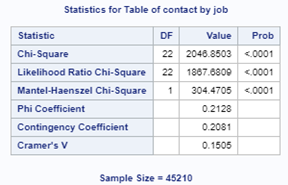 Statistics for Table of contact by job
Statistic DF Value Prob
Chi-Square 22 2046.8503 <.0001
Likelihood Ratio Chi-Square 22 1867.6809 <.0001
Mantel-Haenszel Chi-Square 1 304.4705 <.0001
Phi Coefficient 0.2128
Contingency Coefficient 0.2081
Cramer's V 0.1505
Sample Size = 45210